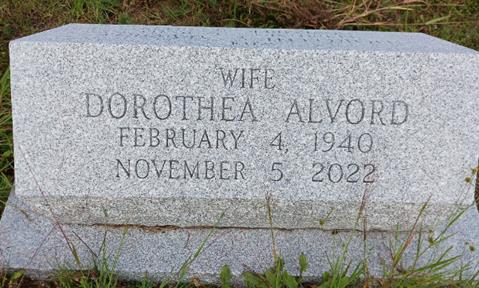 WIFE
DOROTHEA ALVORD
FEBRUARY 4, 1940
NOVEMBER 5, 2022